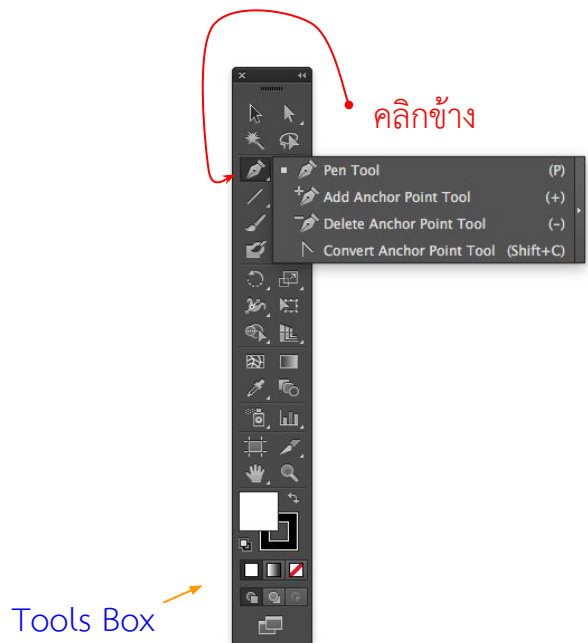 คลิกข้าง
Pen Tool (P)
Add Anchor Point Tool (+)
Delete Anchor Point Tool (-)
Convert Anchor Point Tool (Shift+C)
Tools Box